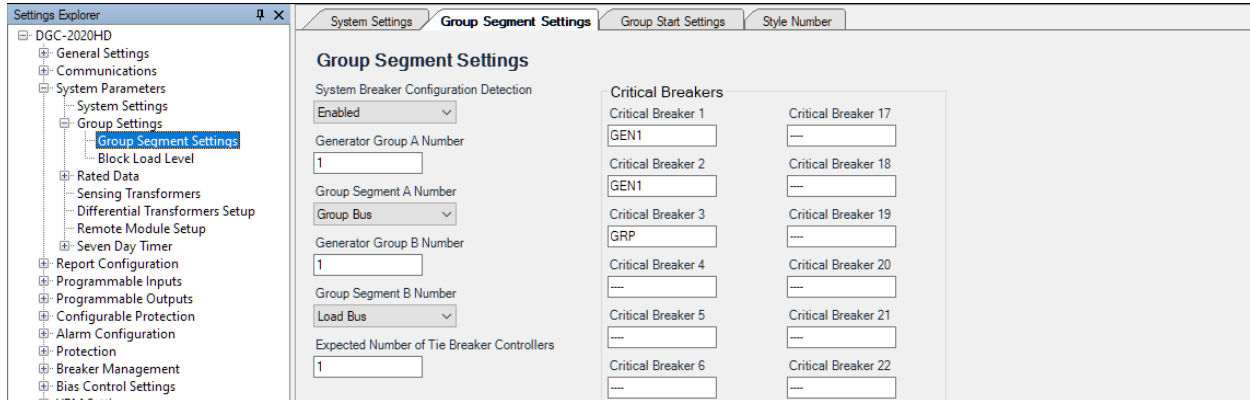 Settings Explorer
DGC-2020HD
General Settings
Communications
System Parameters
System Settings
Group Settings
Group Segment Settings
Block Load Level
Rated Data
Sensing Transformers
Differential Transformers Setup
Remote Module Setup
Seven Day Timer
Report Configuration
Programmable Inputs
Programmable Outputs
Configurable Protection
Alarm Configuration
Protection
Breaker Management
Bias Control Settings
System Settings
Group Segment Settings
Group Start Settings
Style Number
Group Segment Settings
System Breaker Configuration Detection
Enabled
Generator Group A Number
1
Group Segment A Number
Group Bus
Generator Group B Number
1
Group Segment B Number
Load Bus
Expected Number of Tie Breaker Controllers
1
Critical Breakers
Critical Breaker 1
GEN1
Critical Breaker 2
GEN1
Critical Breaker 3
GRP
Critical Breaker 4
----
Critical Breaker 5
----
Critical Breaker 6
----
Critical Breaker 17
----
Critical Breaker 18
----
Critical Breaker 19
----
Critical Breaker 20
----
Critical Breaker 21
----
Critical Breaker 22
----